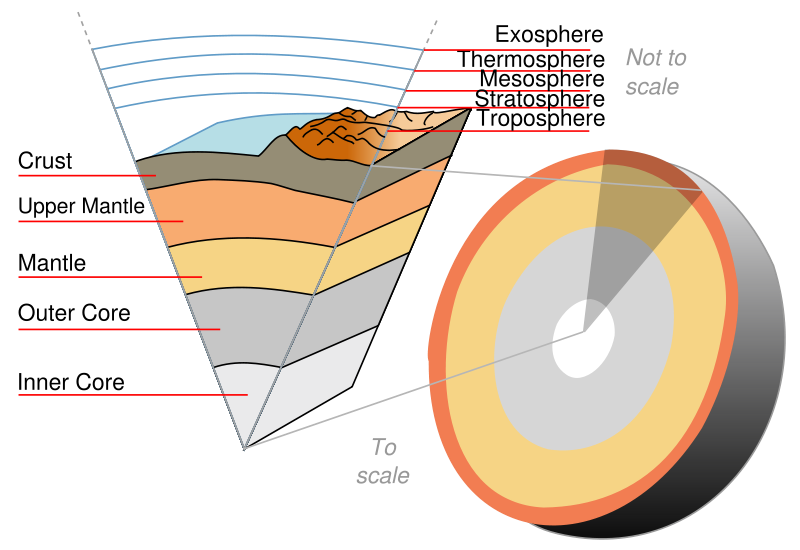 Exosphere
Thermosphere
Mesosphere
Stratosphere
Troposphere
Not to
scale
Crust
Upper Mantle
Mantle
Outer Core
Inner Core
To
scale